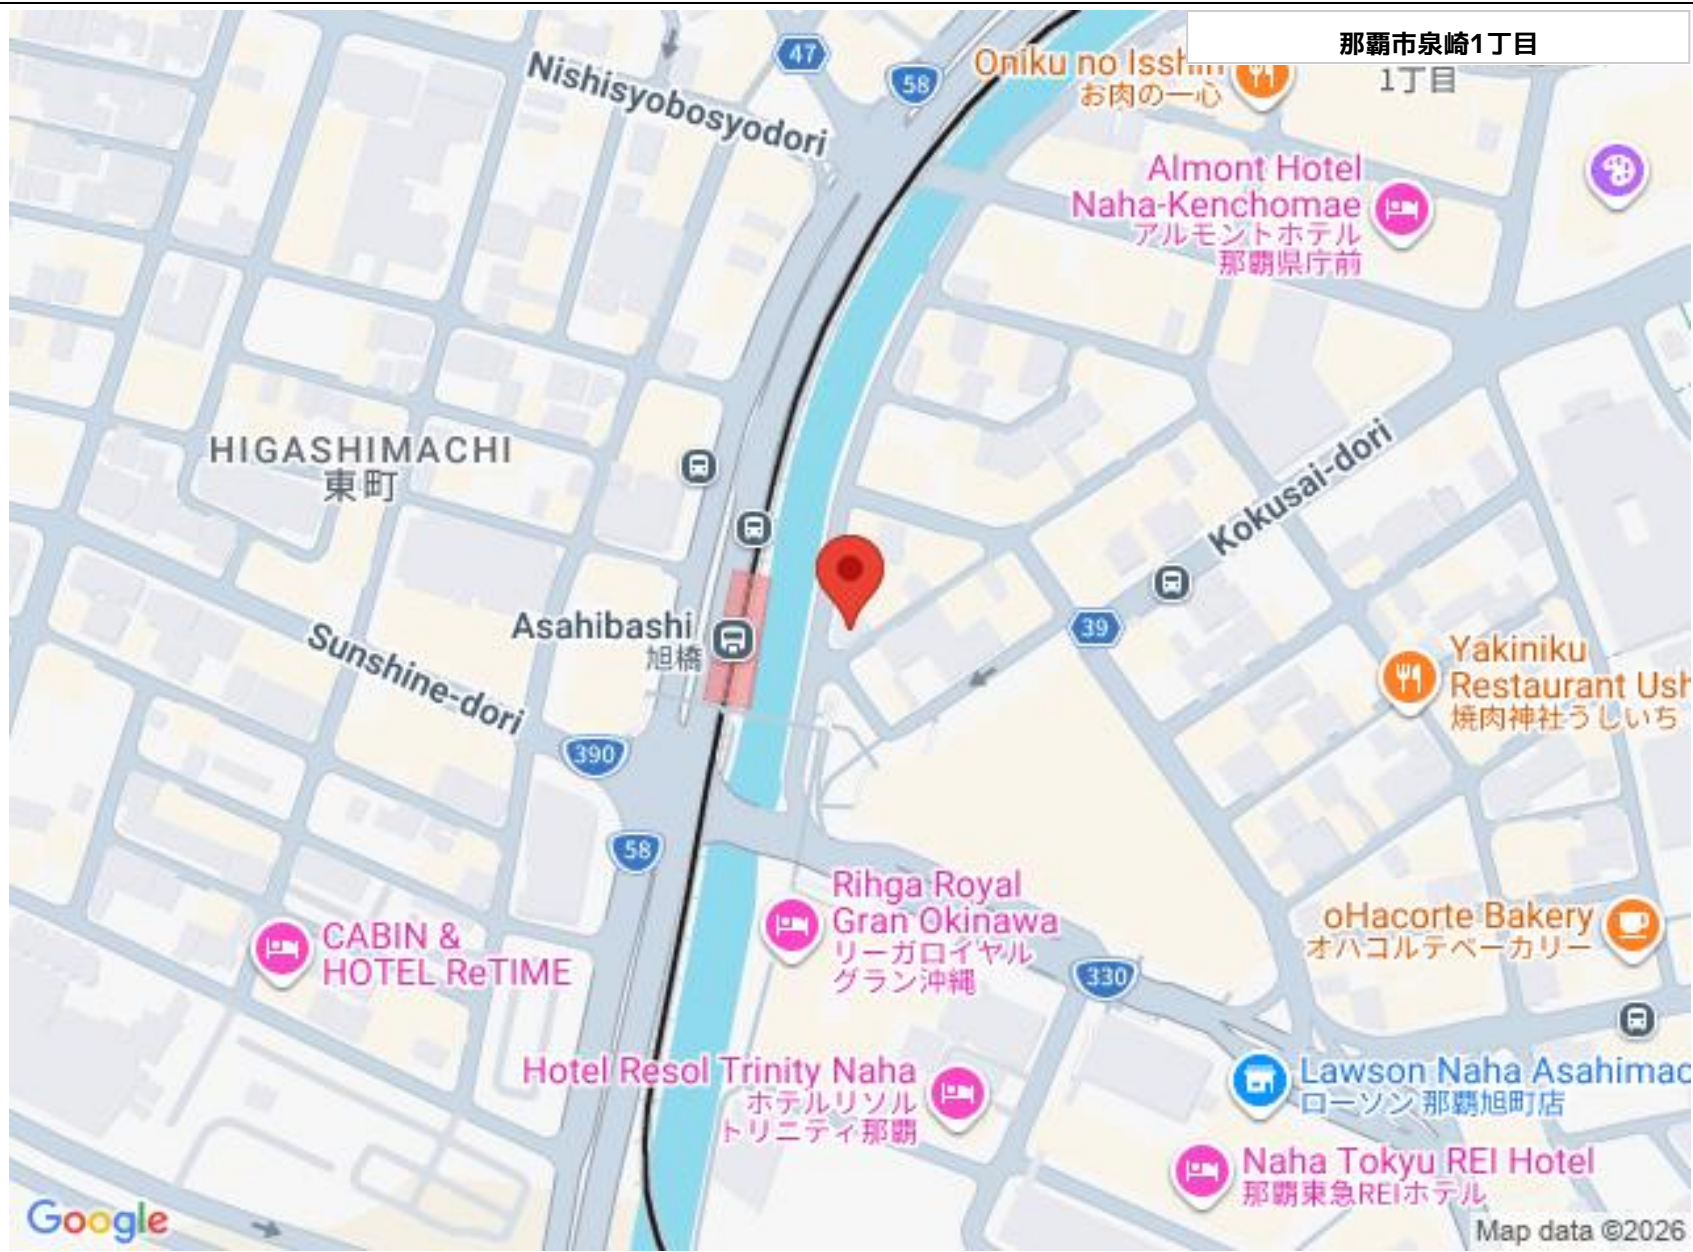 那覇市泉崎1丁目
47
58
Oniku no Isshin
お肉の一心
1丁目
Nishisyobosyodori
Almont Hotel
Naha-Kenchomae
アルモントホテル
那覇県庁前
HIGASHIMACHI
東町
Kokusai-dori
Asahibashi
旭橋
39
Sunshine-dori
Yakiniku
Restaurant Ush
焼肉神社うしいち
390
58
Rihga Royal
Gran Okinawa
リーガロイヤル
グラン沖縄
oHacorte Bakery
オハコルテベーカリー
CABIN &
HOTEL ReTIME
330
Hotel Resol Trinity Naha
ホテルリソル
トリニティ那覇
Lawson Naha Asahimac
ローソン 那覇旭町店
Naha Tokyu REI Hotel
那覇東急REIホテル
Google
Map data ©2026